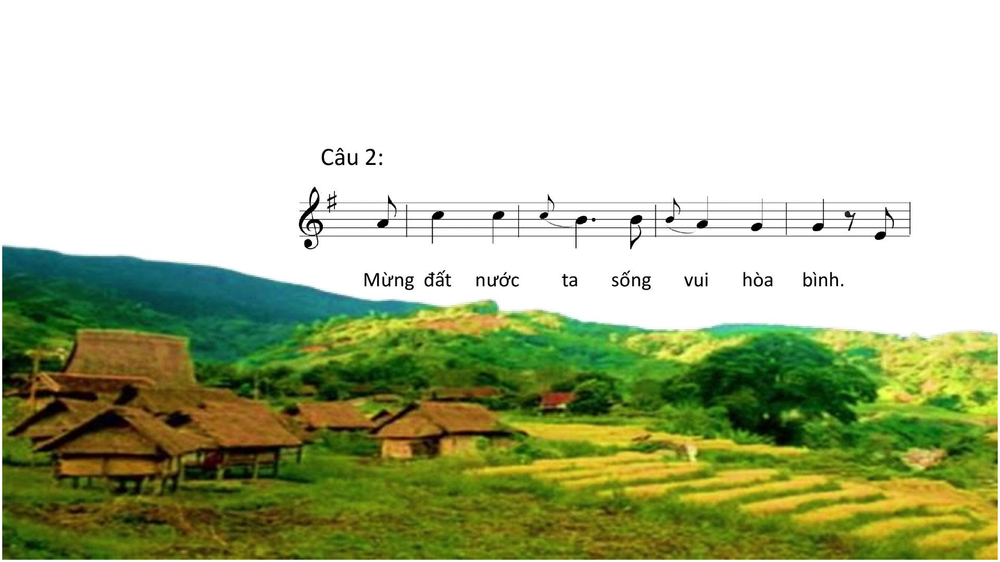 Câu 2:
Mừng đất nước ta sống vui hòa bình.